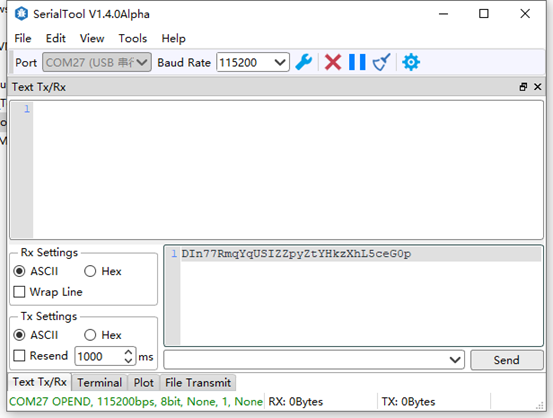 SerialTool V1.4.0Alpha
File Edit View Tools Help
Port COM27 (USB 串行 Baud Rate 115200
Text Tx/Rx
1
Rx Settings
ASCII Hex
Wrap Line
Tx Settings
ASCII Hex
Resend 1000 ms
1 DIn77RmqYqUSIZZpyZtYHkzXhL5ceG0p
Send
Text Tx/Rx Terminal Plot File Transmit
COM27 OPEND, 115200bps, 8bit, None, 1, None RX: 0Bytes TX: 0Bytes